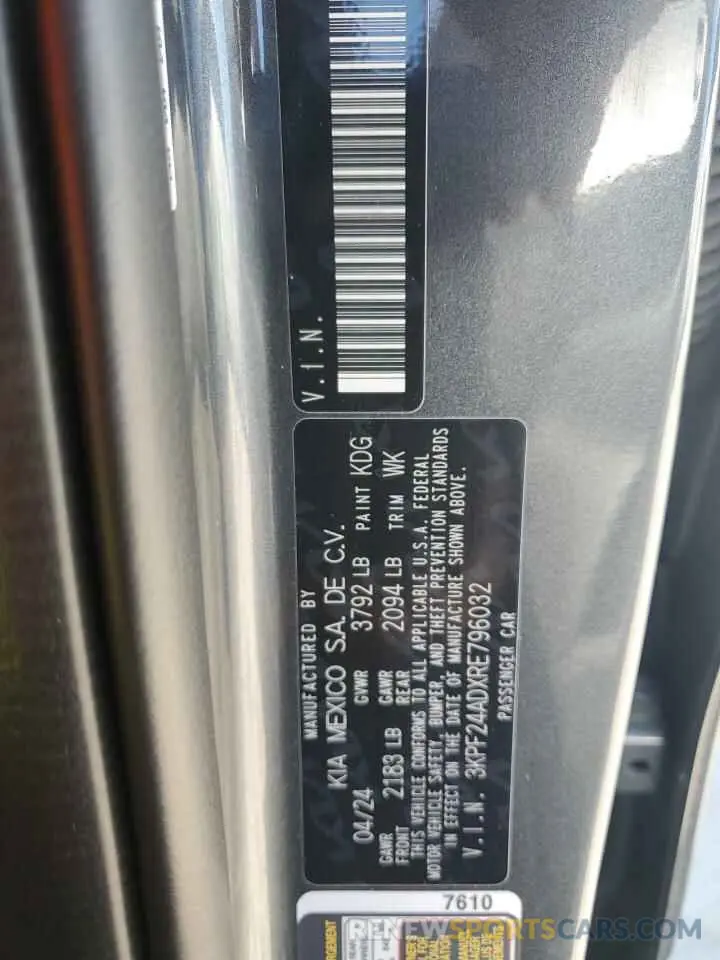 V.I.N.
MANUFACTURED BY
KIA MEXICO S.A. DE C.V.
04/24 GVWR 3792 LB PAINT KDG
GAWR FRONT 2183 LB GAWR REAR 2094 LB TRIM WK
THIS VEHICLE CONFORMS TO ALL APPLICABLE U.S.A. FEDERAL
MOTOR VEHICLE SAFETY, BUMPER, AND THEFT PREVENTION STANDARDS
IN EFFECT ON THE DATE OF MANUFACTURE SHOWN ABOVE.
V.I.N. 3KPF24ADXRE796032
PASSENGER CAR
7610
RENEWSPORTSCARS.COM